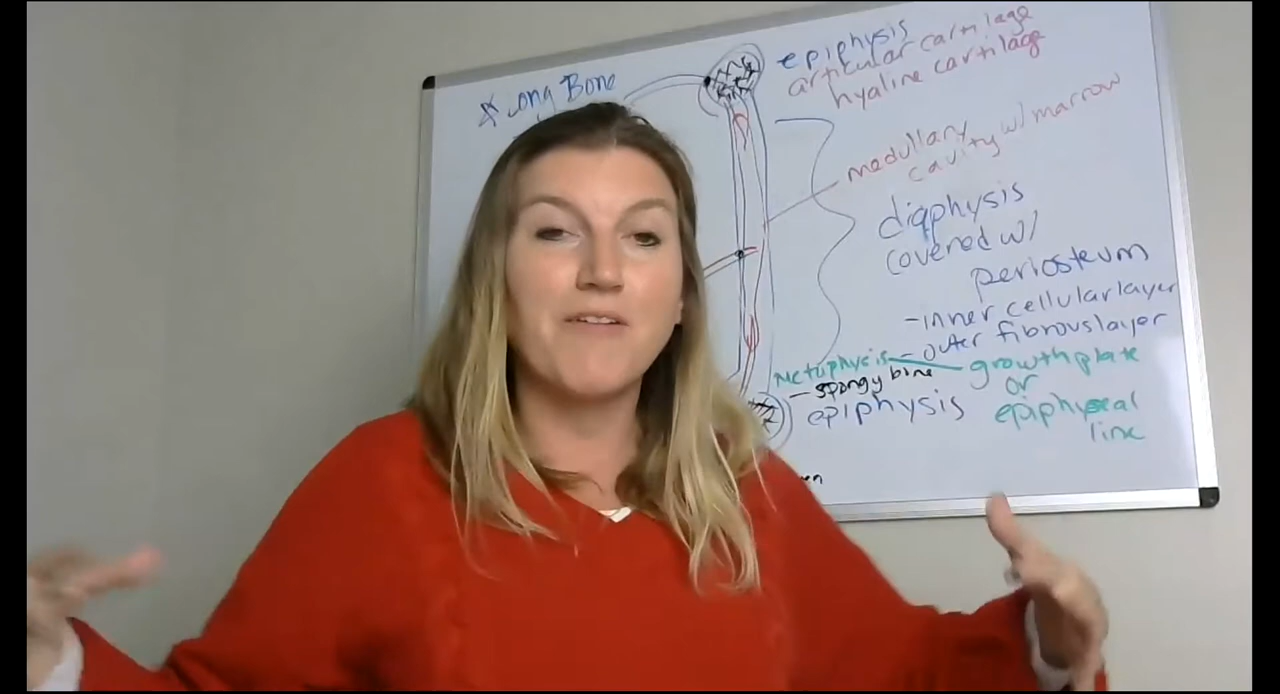 Long Bone
epiphysis
articular cartilage
hyaline cartilage
medullary
cavity w/ marrow
diaphysis
covered w/
periosteum
-inner cellular layer
- outer fibrous layer
Metaphysis
- spongy bone
growth plate
or
epiphyseal
line
epiphysis